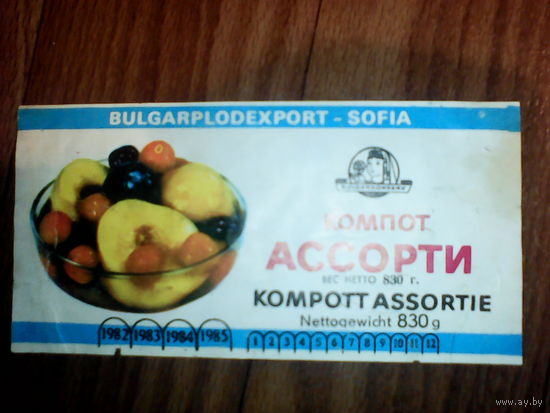 BULGARPLODEXPORT - SOFIA
BULGARKONSERV
КОМПОТ
АССОРТИ
ВЕС НЕТТО 830 г.
KOMPOTT ASSORTIE
Nettogewicht 830 g
1982 1983 1984 1985
1 2 3 4 5 6 7 8 9 10 11 12
www.ay.by